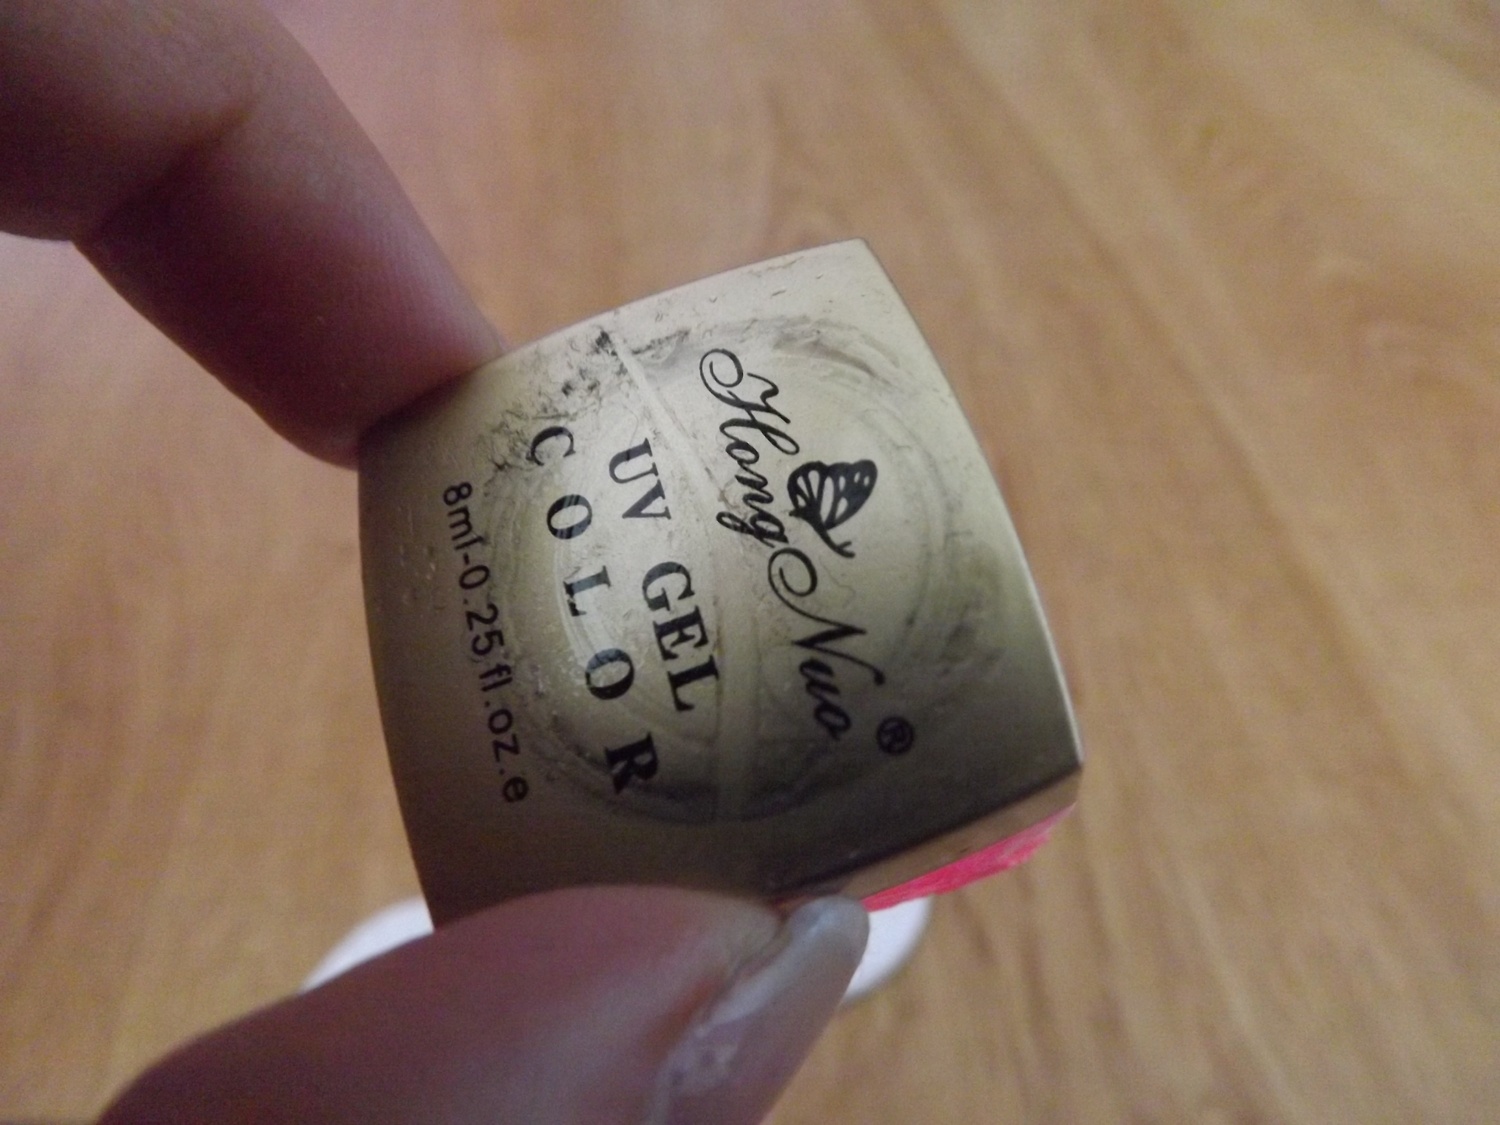 Hong Nuo ®
UV GEL
COLOR
8ml-0.25fl.oz.e